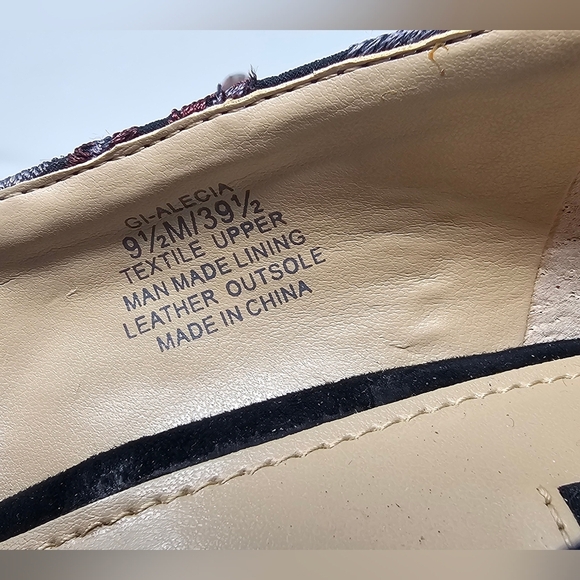 GI-ALECIA
9½M/39½
TEXTILE UPPER
MAN MADE LINING
LEATHER OUTSOLE
MADE IN CHINA